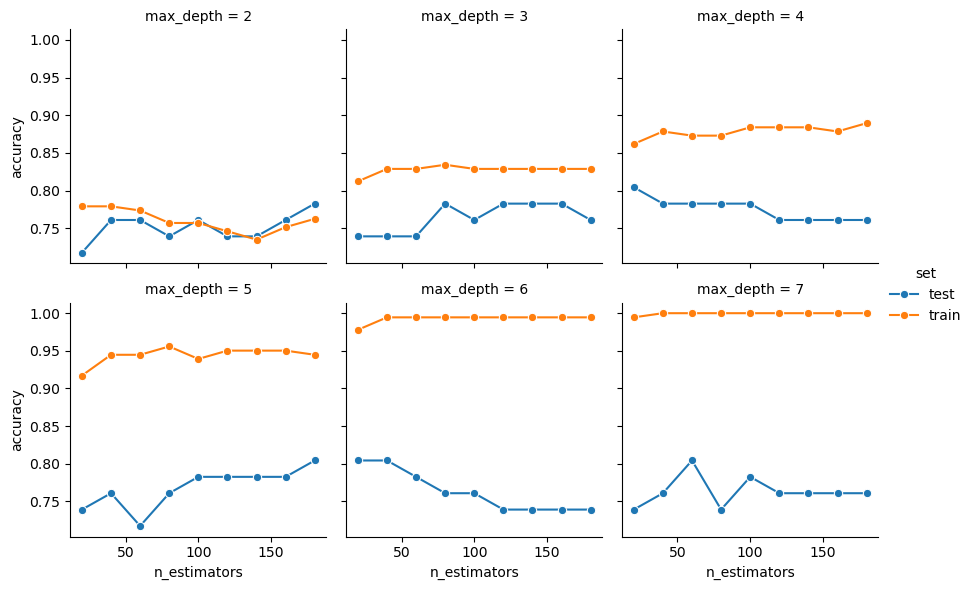 max_depth = 2
max_depth = 3
max_depth = 4
1.00
0.95
0.90
0.85
0.80
0.75
accuracy
max_depth = 5
max_depth = 6
max_depth = 7
1.00
0.95
0.90
0.85
0.80
0.75
accuracy
50 100 150
50 100 150
50 100 150
n_estimators
n_estimators
n_estimators
set
test
train